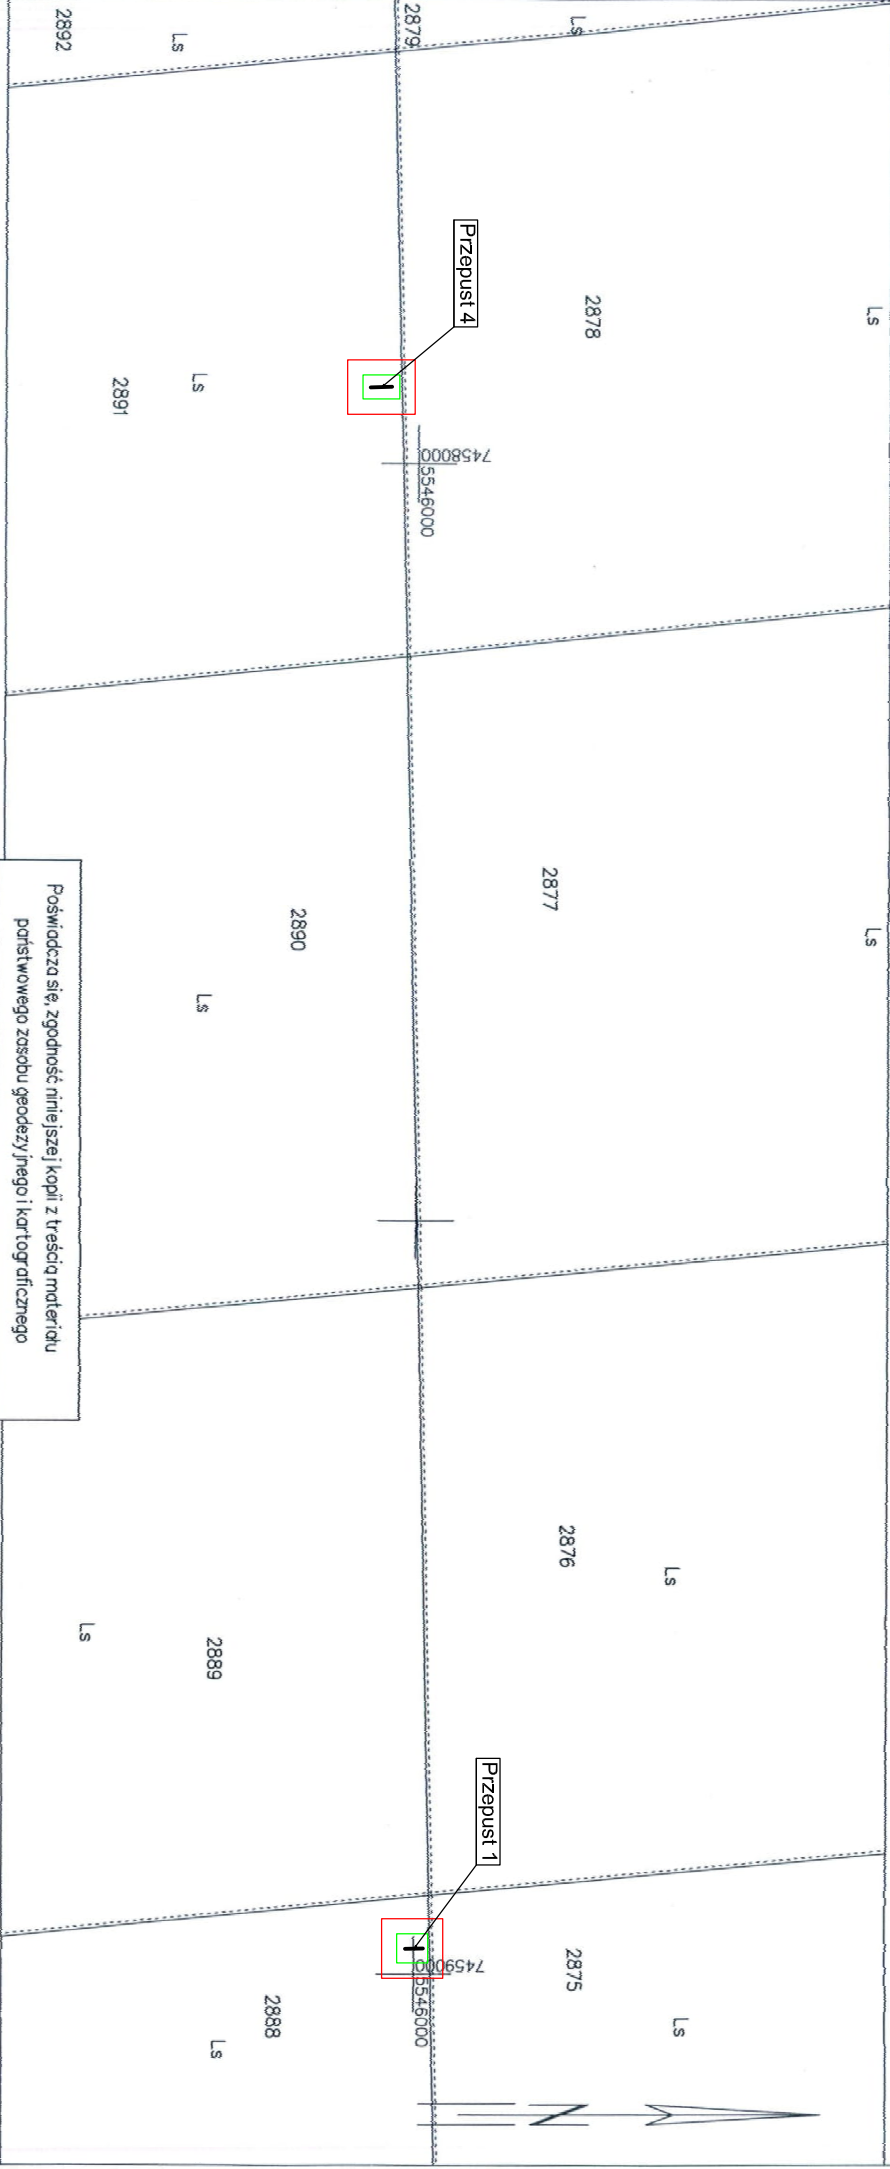 2892
Ls
2879
Ls
Przepust 4
2878
Ls
Ls
2891
7458000
5546000
2877
Ls
2890
Ls
Poświadcza się, zgodność niniejszej kopii z treścią materiału
państwowego zasobu geodezyjnego i kartograficznego
2876
Ls
2889
Ls
Przepust 1
7459000
5546000
2875
Ls
2888
Ls
N